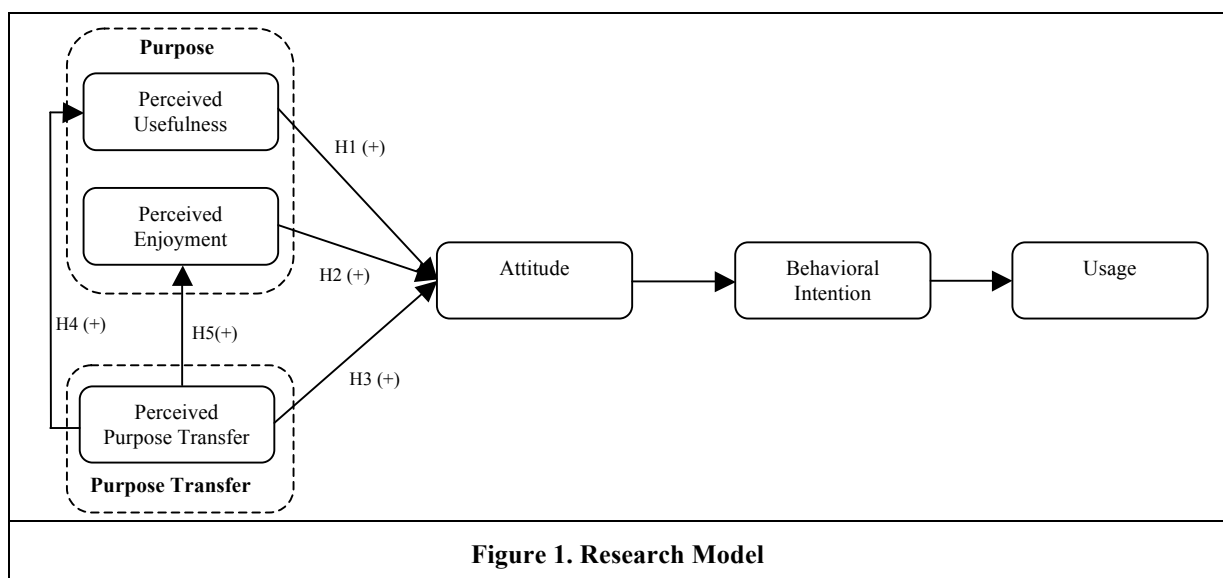 Purpose
Perceived
Usefulness
H1 (+)
Perceived
Enjoyment
H2 (+)
Attitude
Behavioral
Intention
Usage
H4 (+)
H5(+)
H3 (+)
Perceived
Purpose Transfer
Purpose Transfer
Figure 1. Research Model